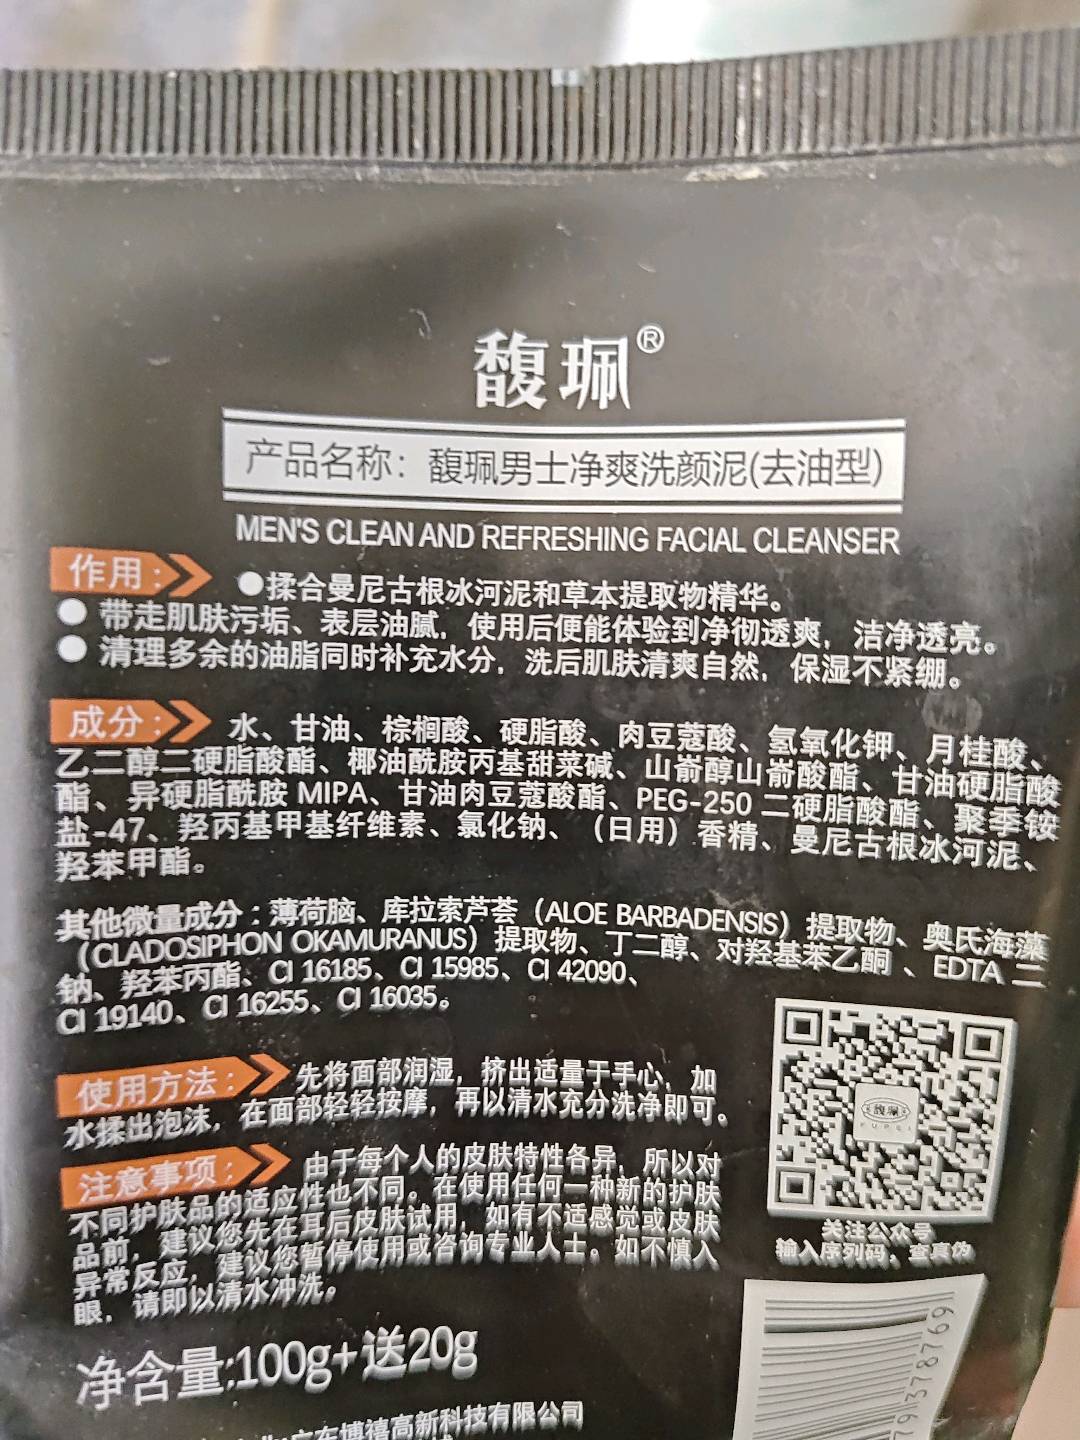 馥珮®
产品名称：馥珮男士净爽洗颜泥(去油型)
MEN'S CLEAN AND REFRESHING FACIAL CLEANSER
作用： ●揉合曼尼古根冰河泥和草本提取物精华。
● 带走肌肤污垢、表层油腻，使用后便能体验到净彻透爽，洁净透亮。
● 清理多余的油脂同时补充水分，洗后肌肤清爽自然，保湿不紧绷。
成分： 水、甘油、棕榈酸、硬脂酸、肉豆蔻酸、氢氧化钾、月桂酸、
乙二醇二硬脂酸酯、椰油酰胺丙基甜菜碱、山嵛醇山嵛酸酯、甘油硬脂酸
酯、异硬脂酰胺 MIPA、甘油肉豆蔻酸酯、PEG-250 二硬脂酸酯、聚季铵
盐-47、羟丙基甲基纤维素、氯化钠、（日用）香精、曼尼古根冰河泥、
羟苯甲酯。
其他微量成分：薄荷脑、库拉索芦荟（ALOE BARBADENSIS）提取物、奥氏海藻
（CLADOSIPHON OKAMURANUS）提取物、丁二醇、对羟基苯乙酮 、EDTA 二
钠、羟苯丙酯、CI 16185、CI 15985、CI 42090、
CI 19140、CI 16255、CI 16035。
使用方法： 先将面部润湿，挤出适量于手心，加
水揉出泡沫，在面部轻轻按摩，再以清水充分洗净即可。
注意事项： 由于每个人的皮肤特性各异，所以对
不同护肤品的适应性也不同。在使用任何一种新的护肤
品前，建议您先在耳后皮肤试用，如有不适感觉或皮肤
异常反应，建议您暂停使用或咨询专业人士。如不慎入
眼，请即以清水冲洗。
馥珮
FURPI
关注公众号
输入序列码，查真伪
净含量:100g+送20g
79378769
广东博禧高新科技有限公司